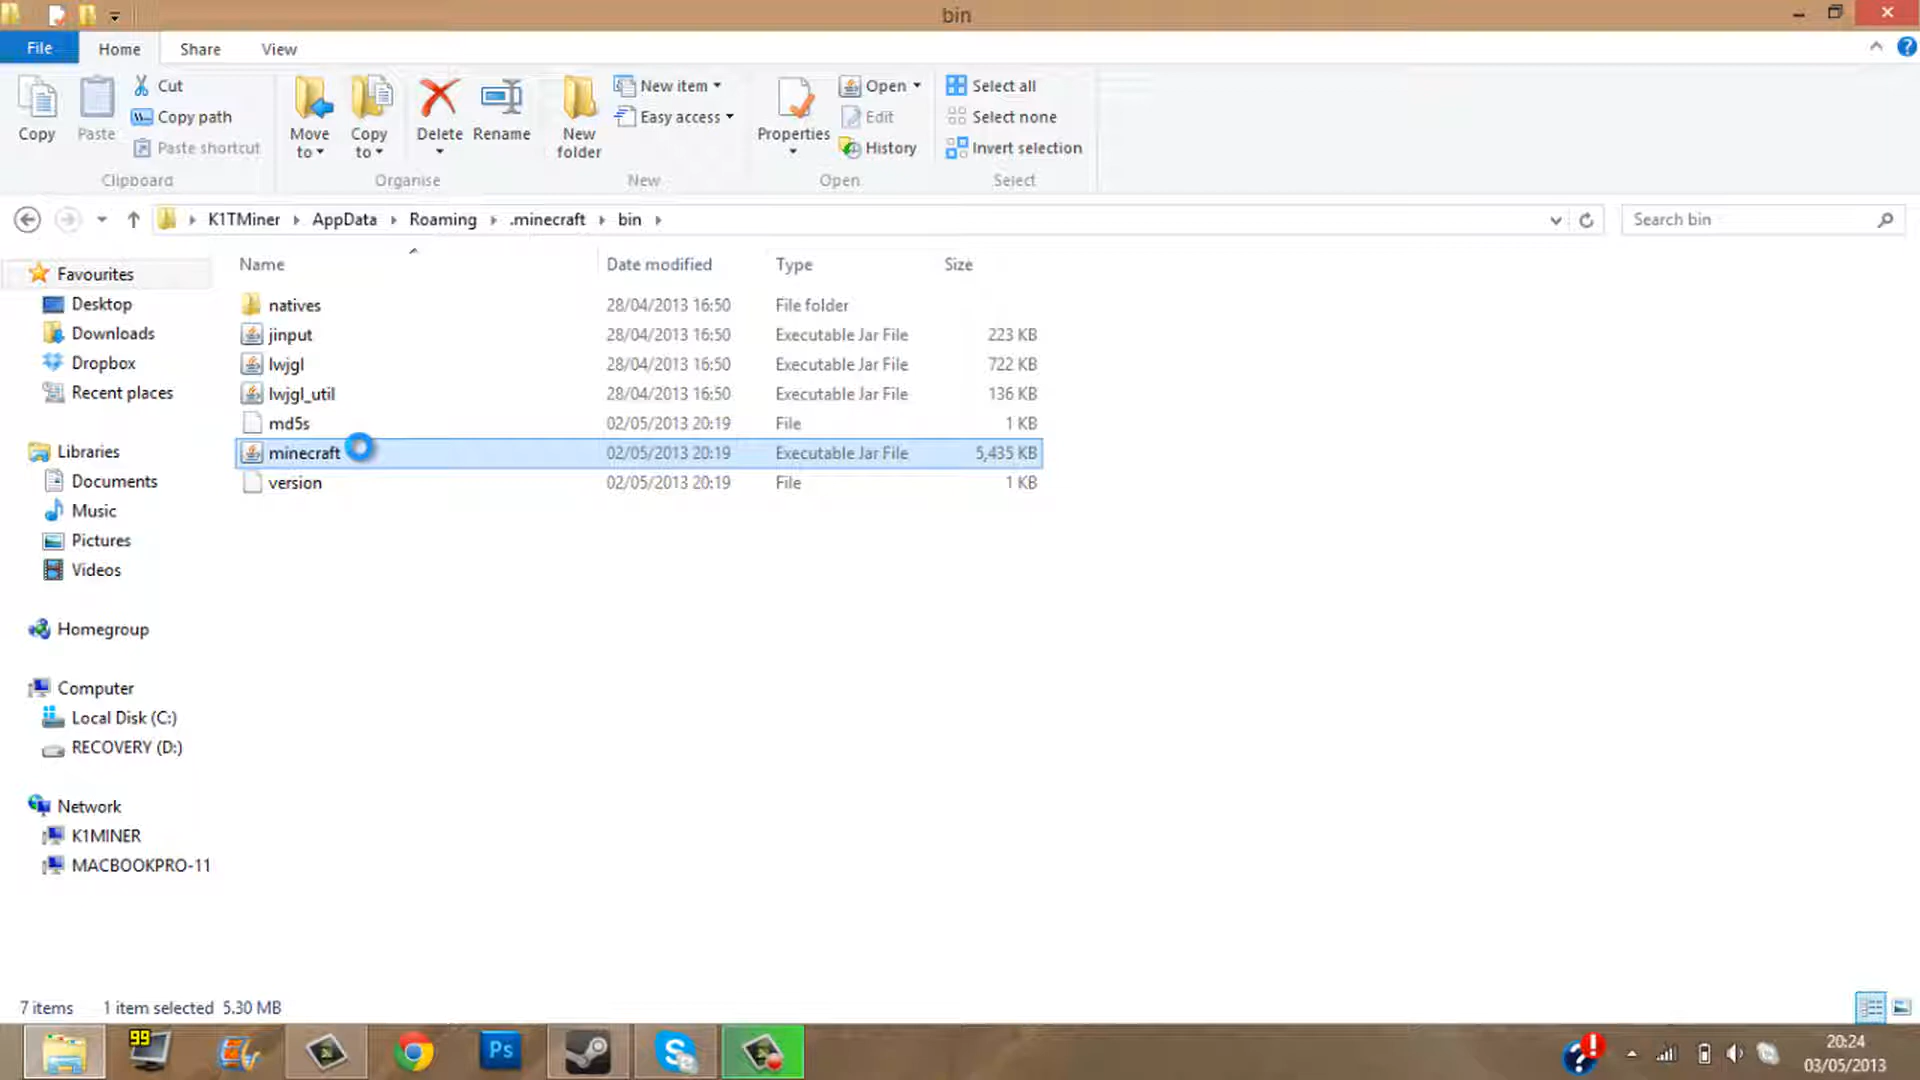 bin
File Home Share View
Copy
Paste
Cut
Copy path
Paste shortcut
Clipboard
Move to
Copy to
Delete
Rename
Organise
New folder
New item
Easy access
New
Properties
Open
Edit
History
Open
Select all
Select none
Invert selection
Select
K1TMiner AppData Roaming .minecraft bin
Search bin
Name Date modified Type Size
natives 28/04/2013 16:50 File folder
jinput 28/04/2013 16:50 Executable Jar File 223 KB
lwjgl 28/04/2013 16:50 Executable Jar File 722 KB
lwjgl_util 28/04/2013 16:50 Executable Jar File 136 KB
md5s 02/05/2013 20:19 File 1 KB
minecraft 02/05/2013 20:19 Executable Jar File 5,435 KB
version 02/05/2013 20:19 File 1 KB
Favourites
Desktop
Downloads
Dropbox
Recent places
Libraries
Documents
Music
Pictures
Videos
Homegroup
Computer
Local Disk (C:)
RECOVERY (D:)
Network
K1MINER
MACBOOKPRO-11
7 items 1 item selected 5.30 MB
99
Ps
20:24
03/05/2013